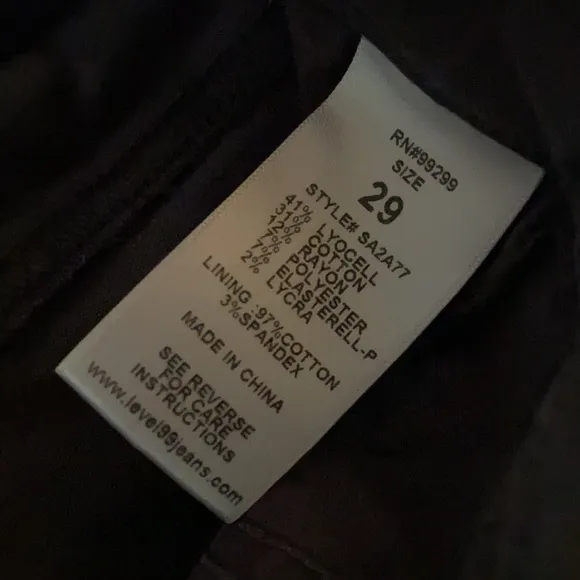 RN#99299
SIZE
29
STYLE# SA2A77
41% LYOCELL
31% COTTON
12% RAYON
7% POLYESTER
7% ELASTERELL-P
2% LYCRA
LINING :97%COTTON
3%SPANDEX
MADE IN CHINA
SEE REVERSE
FOR CARE
INSTRUCTIONS
www.level99jeans.com